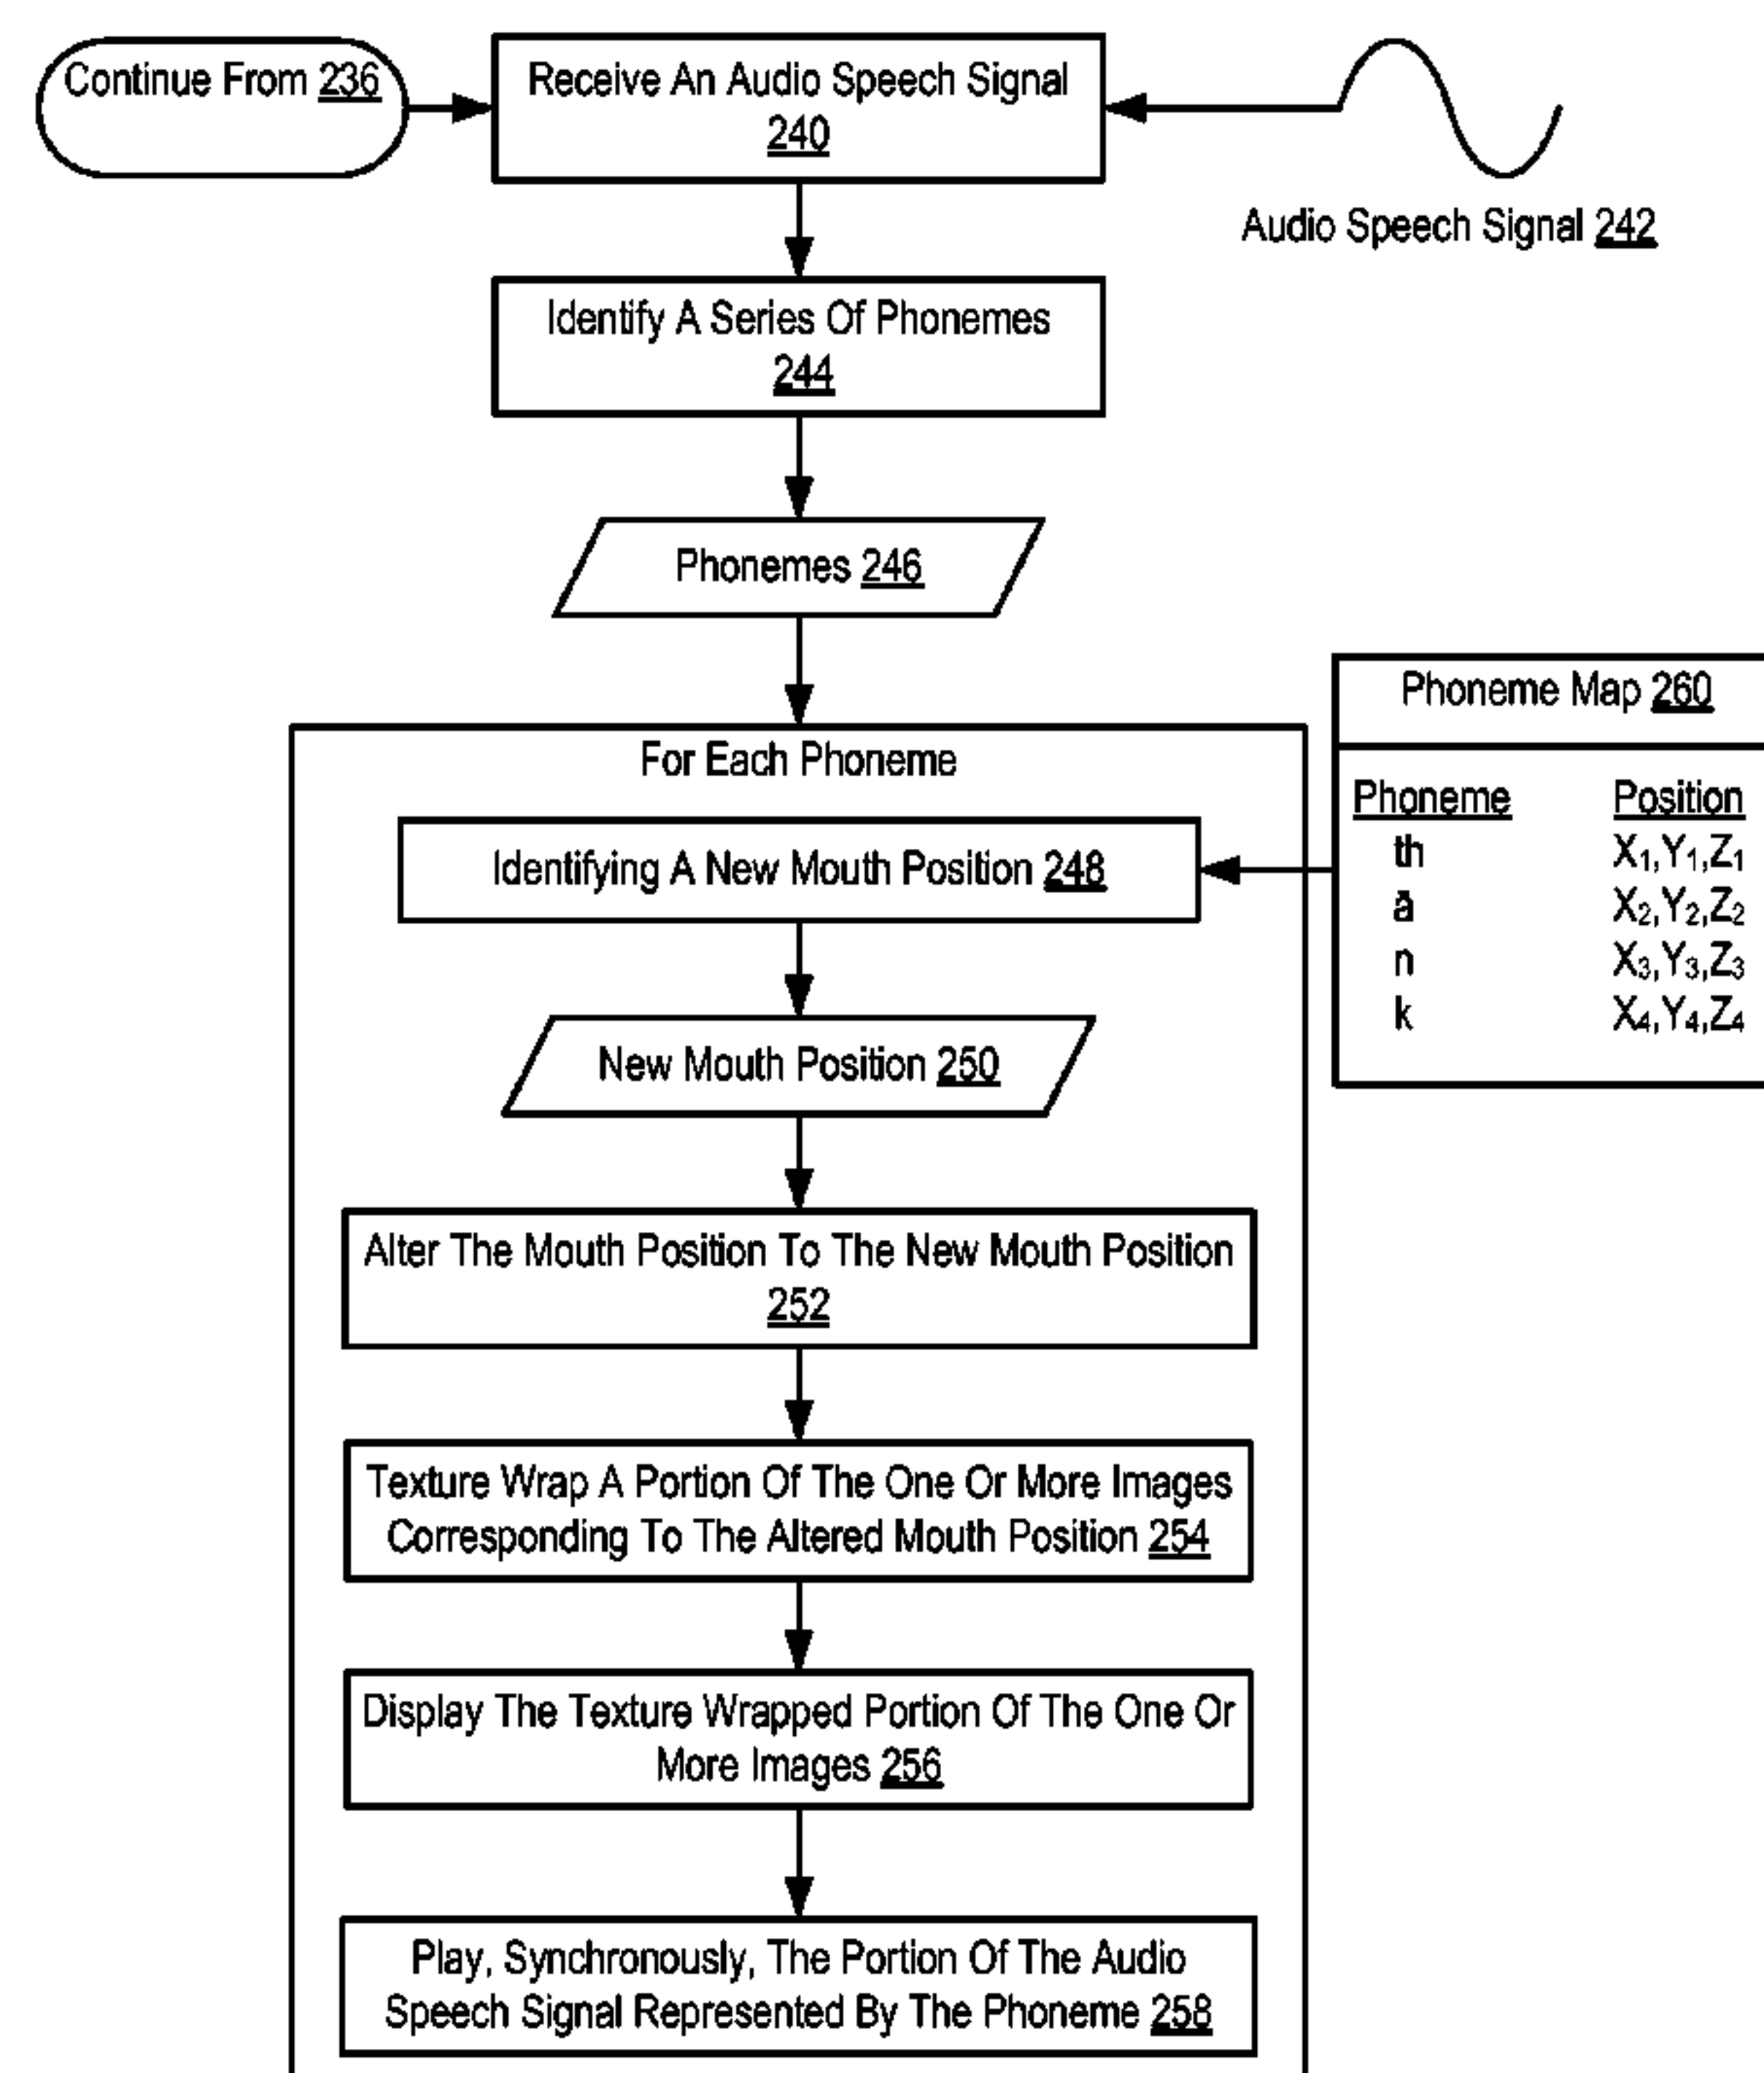 Continue From 236
Receive An Audio Speech Signal
240
Audio Speech Signal 242
Identify A Series Of Phonemes
244
Phonemes 246
For Each Phoneme
Identifying A New Mouth Position 248
Phoneme Map 260
Phoneme Position
th X₁,Y₁,Z₁
ā X₂,Y₂,Z₂
n X₃,Y₃,Z₃
k X₄,Y₄,Z₄
New Mouth Position 250
Alter The Mouth Position To The New Mouth Position
252
Texture Wrap A Portion Of The One Or More Images
Corresponding To The Altered Mouth Position 254
Display The Texture Wrapped Portion Of The One Or
More Images 256
Play, Synchronously, The Portion Of The Audio
Speech Signal Represented By The Phoneme 258